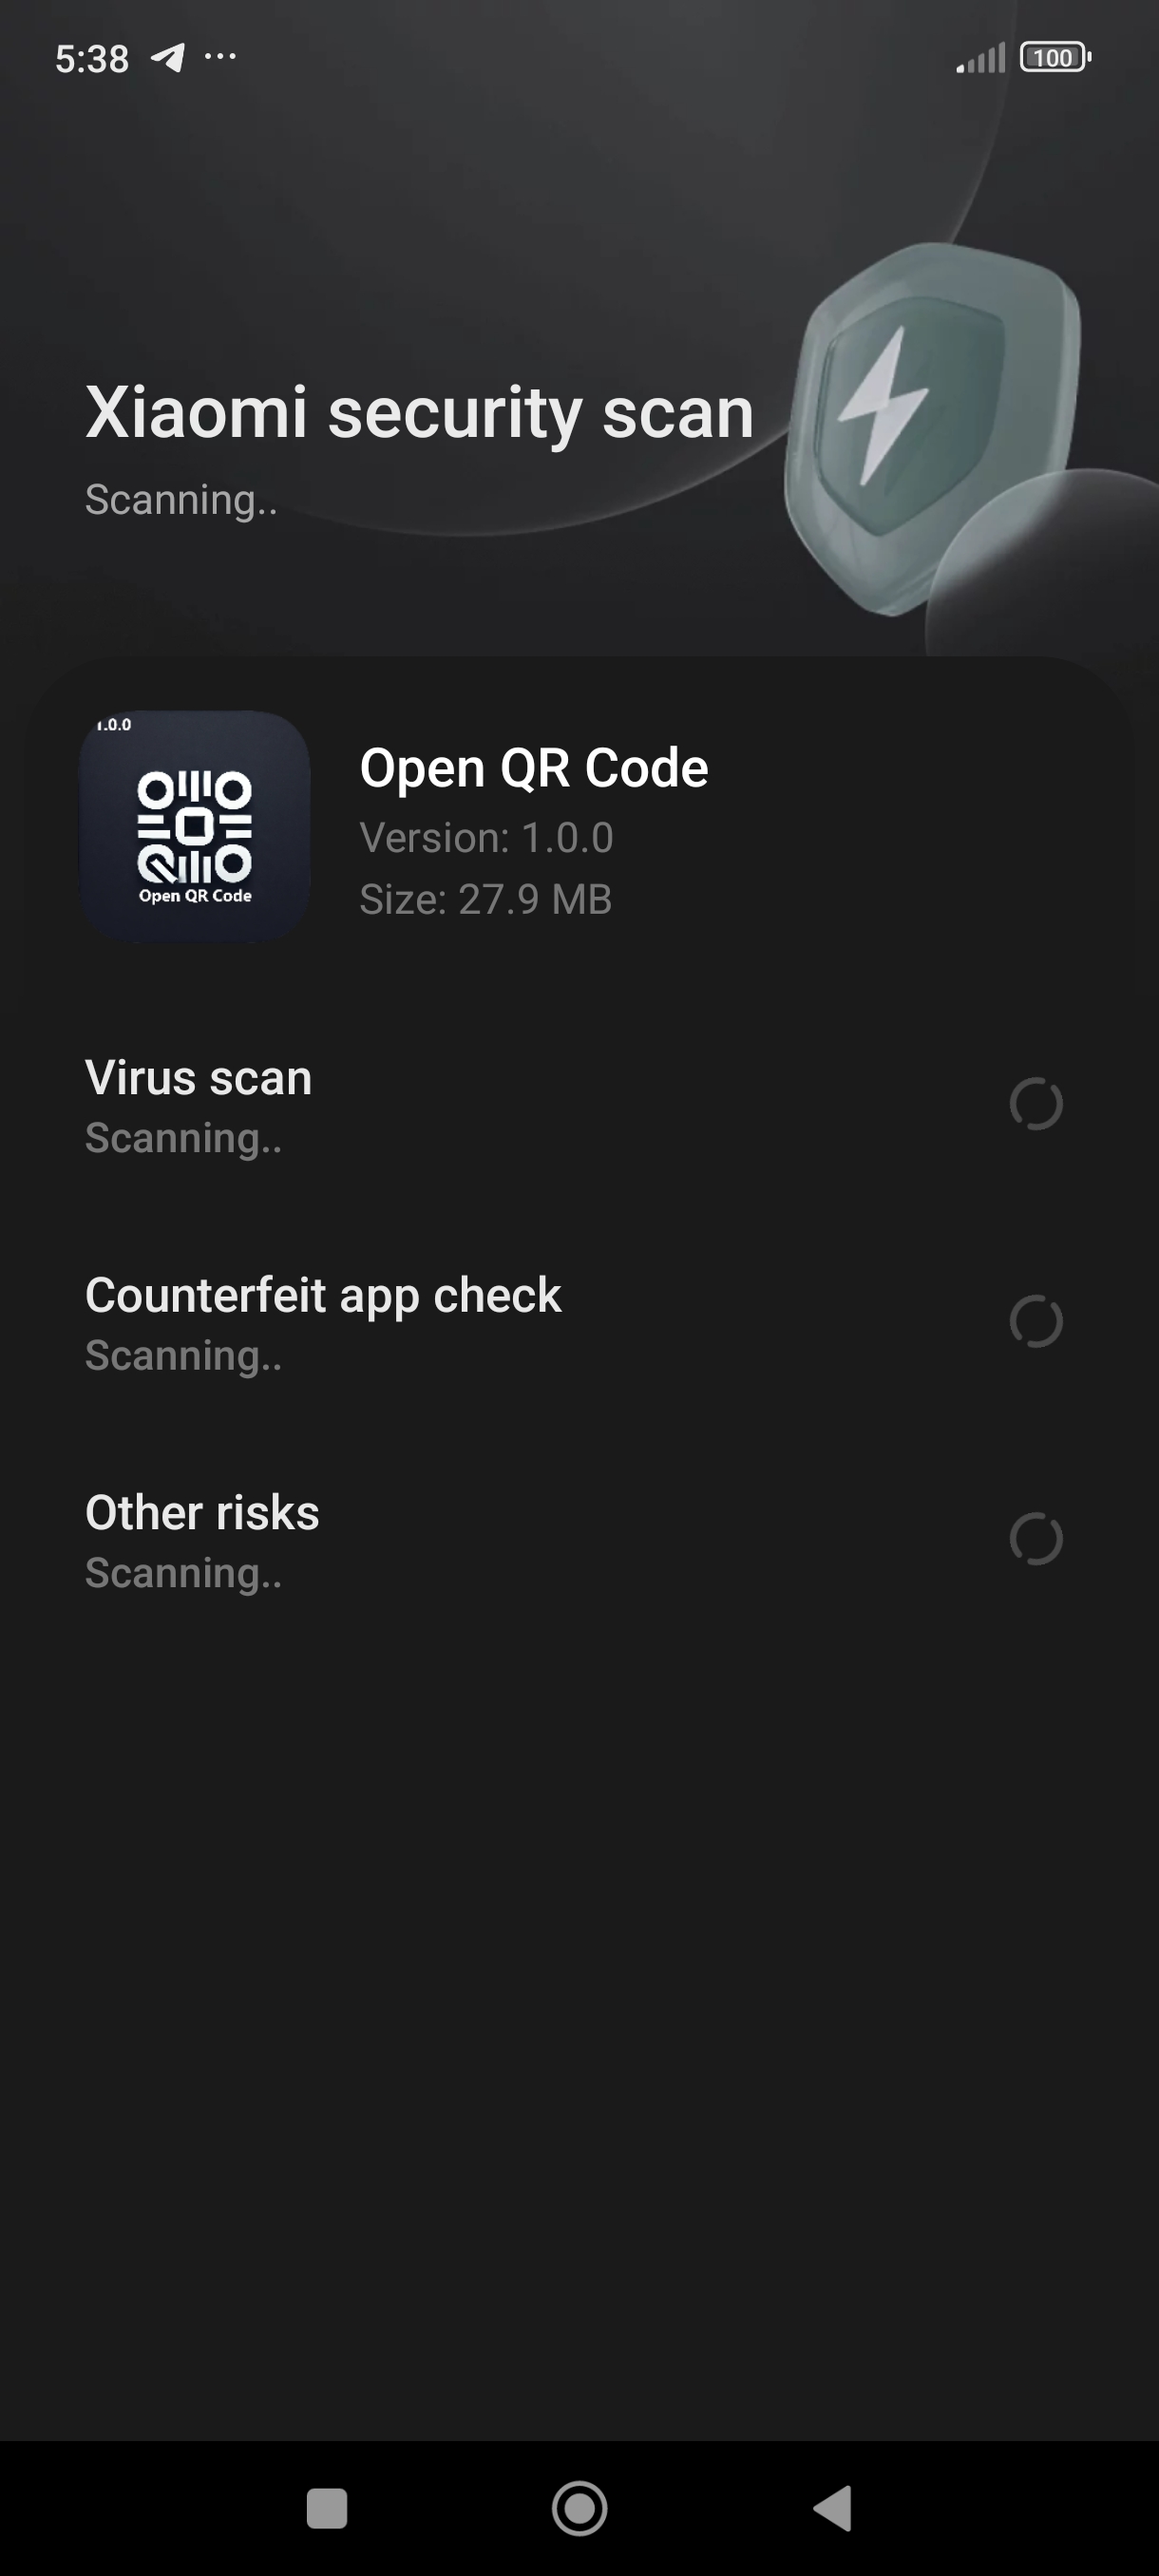 5:38
100
Xiaomi security scan
Scanning..
1.0.0
Open QR Code
Open QR Code
Version: 1.0.0
Size: 27.9 MB
Virus scan
Scanning..
Counterfeit app check
Scanning..
Other risks
Scanning..